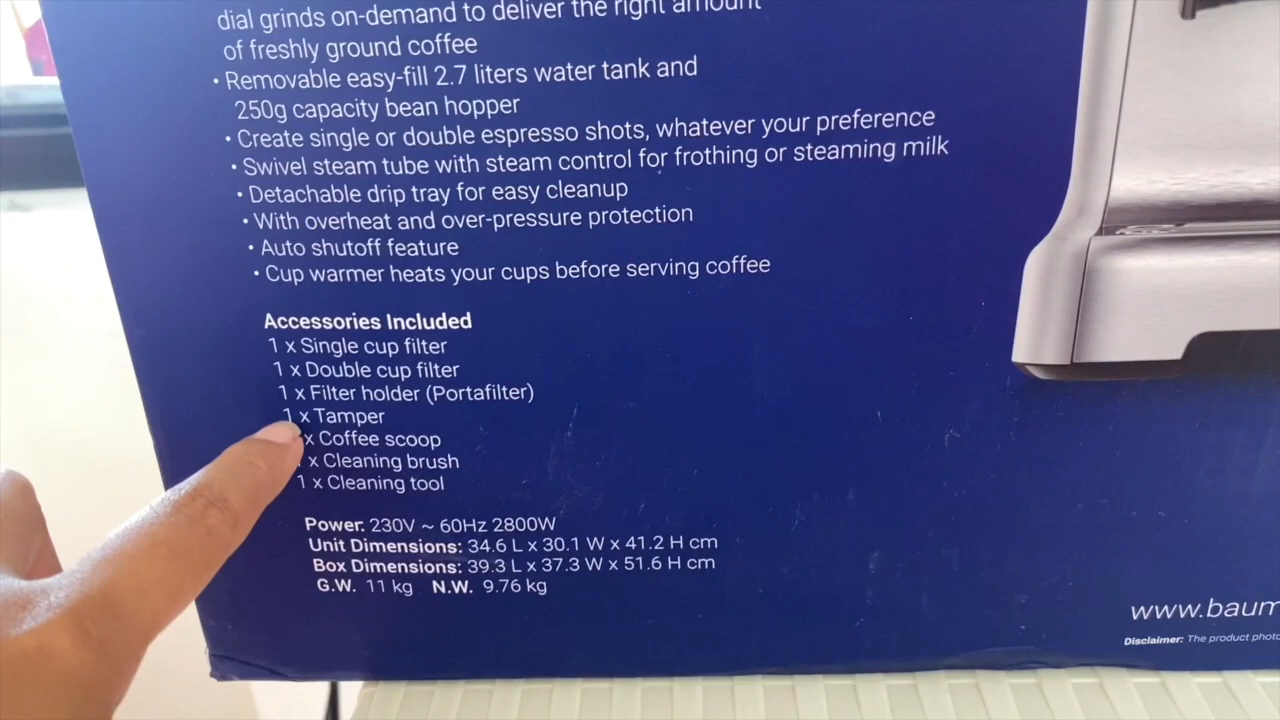 dial grinds on-demand to deliver the right amount
of freshly ground coffee
• Removable easy-fill 2.7 liters water tank and
250g capacity bean hopper
• Create single or double espresso shots, whatever your preference
• Swivel steam tube with steam control for frothing or steaming milk
• Detachable drip tray for easy cleanup
• With overheat and over-pressure protection
• Auto shutoff feature
• Cup warmer heats your cups before serving coffee
Accessories Included
1 x Single cup filter
1 x Double cup filter
1 x Filter holder (Portafilter)
1 x Tamper
x Coffee scoop
1 x Cleaning brush
1 x Cleaning tool
Power: 230V ~ 60Hz 2800W
Unit Dimensions: 34.6 L x 30.1 W x 41.2 H cm
Box Dimensions: 39.3 L x 37.3 W x 51.6 H cm
G.W. 11 kg N.W. 9.76 kg
www.baum
Disclaimer: The product photo